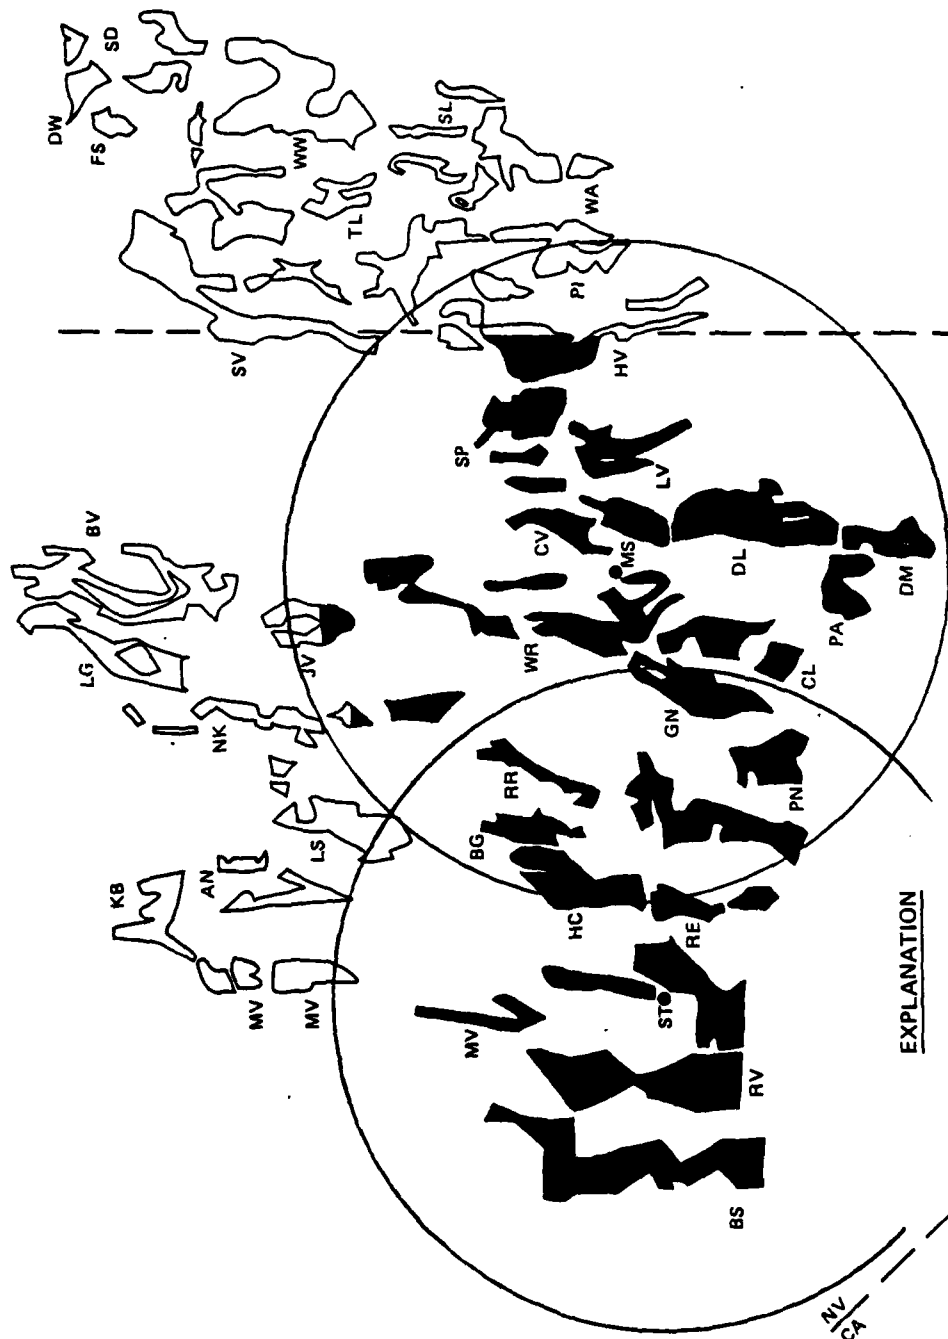 DW
SD
FS
WW
SL
TL
WA
SV
PI
HV
BV
SP
LV
CV
MS
DL
DM
PA
LG
JV
WR
CL
NK
GN
RR
PN
LS
BG
KB
AN
HC
RE
MV
MV
MV
ST
RV
BS
EXPLANATION
NV
CA